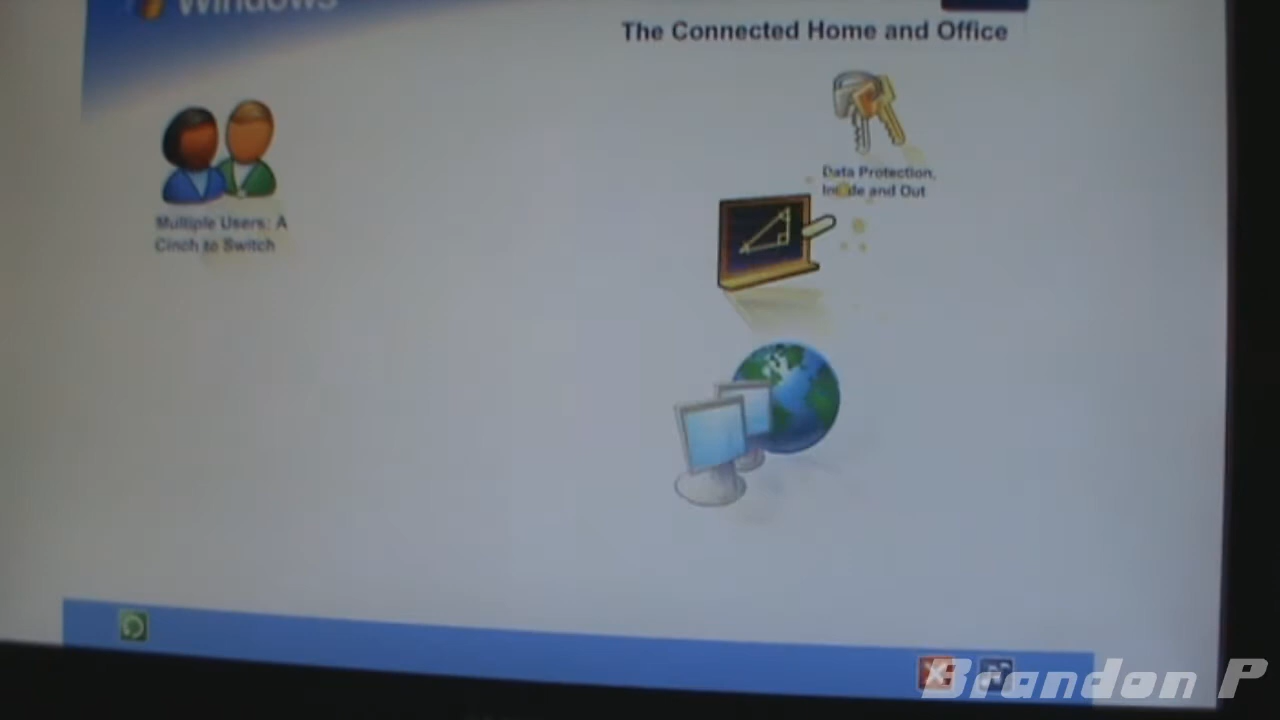 Windows
The Connected Home and Office
Data Protection,
Inside and Out
Multiple Users: A
Cinch to Switch
Brandon P